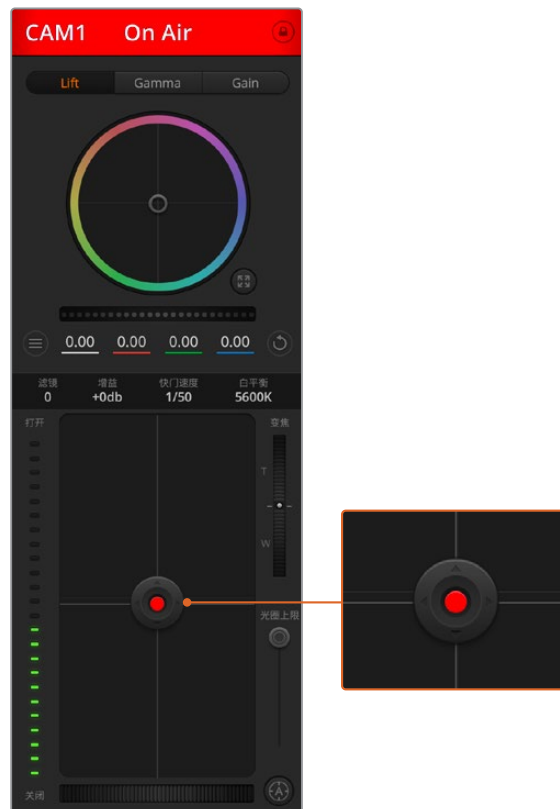 CAM1 On Air
Lift Gamma Gain
0.00 0.00 0.00 0.00
滤镜 增益 快门速度 白平衡
0 +0db 1/50 5600K
打开 变焦
T
W
光圈上限
A
关闭